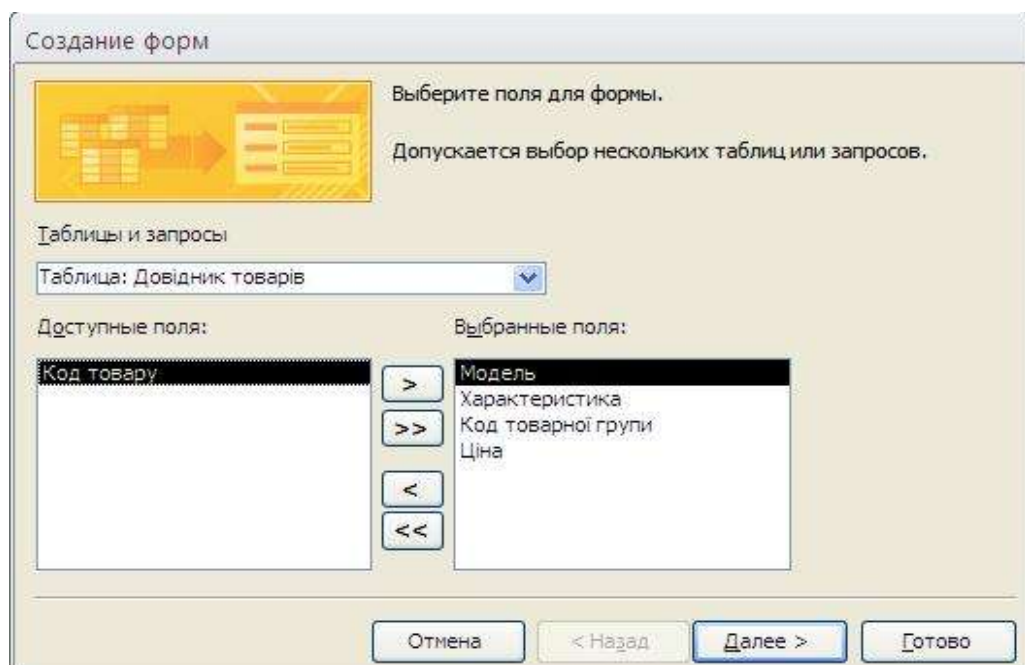 Создание форм
Выберите поля для формы.
Допускается выбор нескольких таблиц или запросов.
Таблицы и запросы
Таблица: Довідник товарів
Доступные поля:
Выбранные поля:
Код товару
Модель
Характеристика
Код товарної групи
Ціна
>
>>
<
<<
Отмена
< Назад
Далее >
Готово